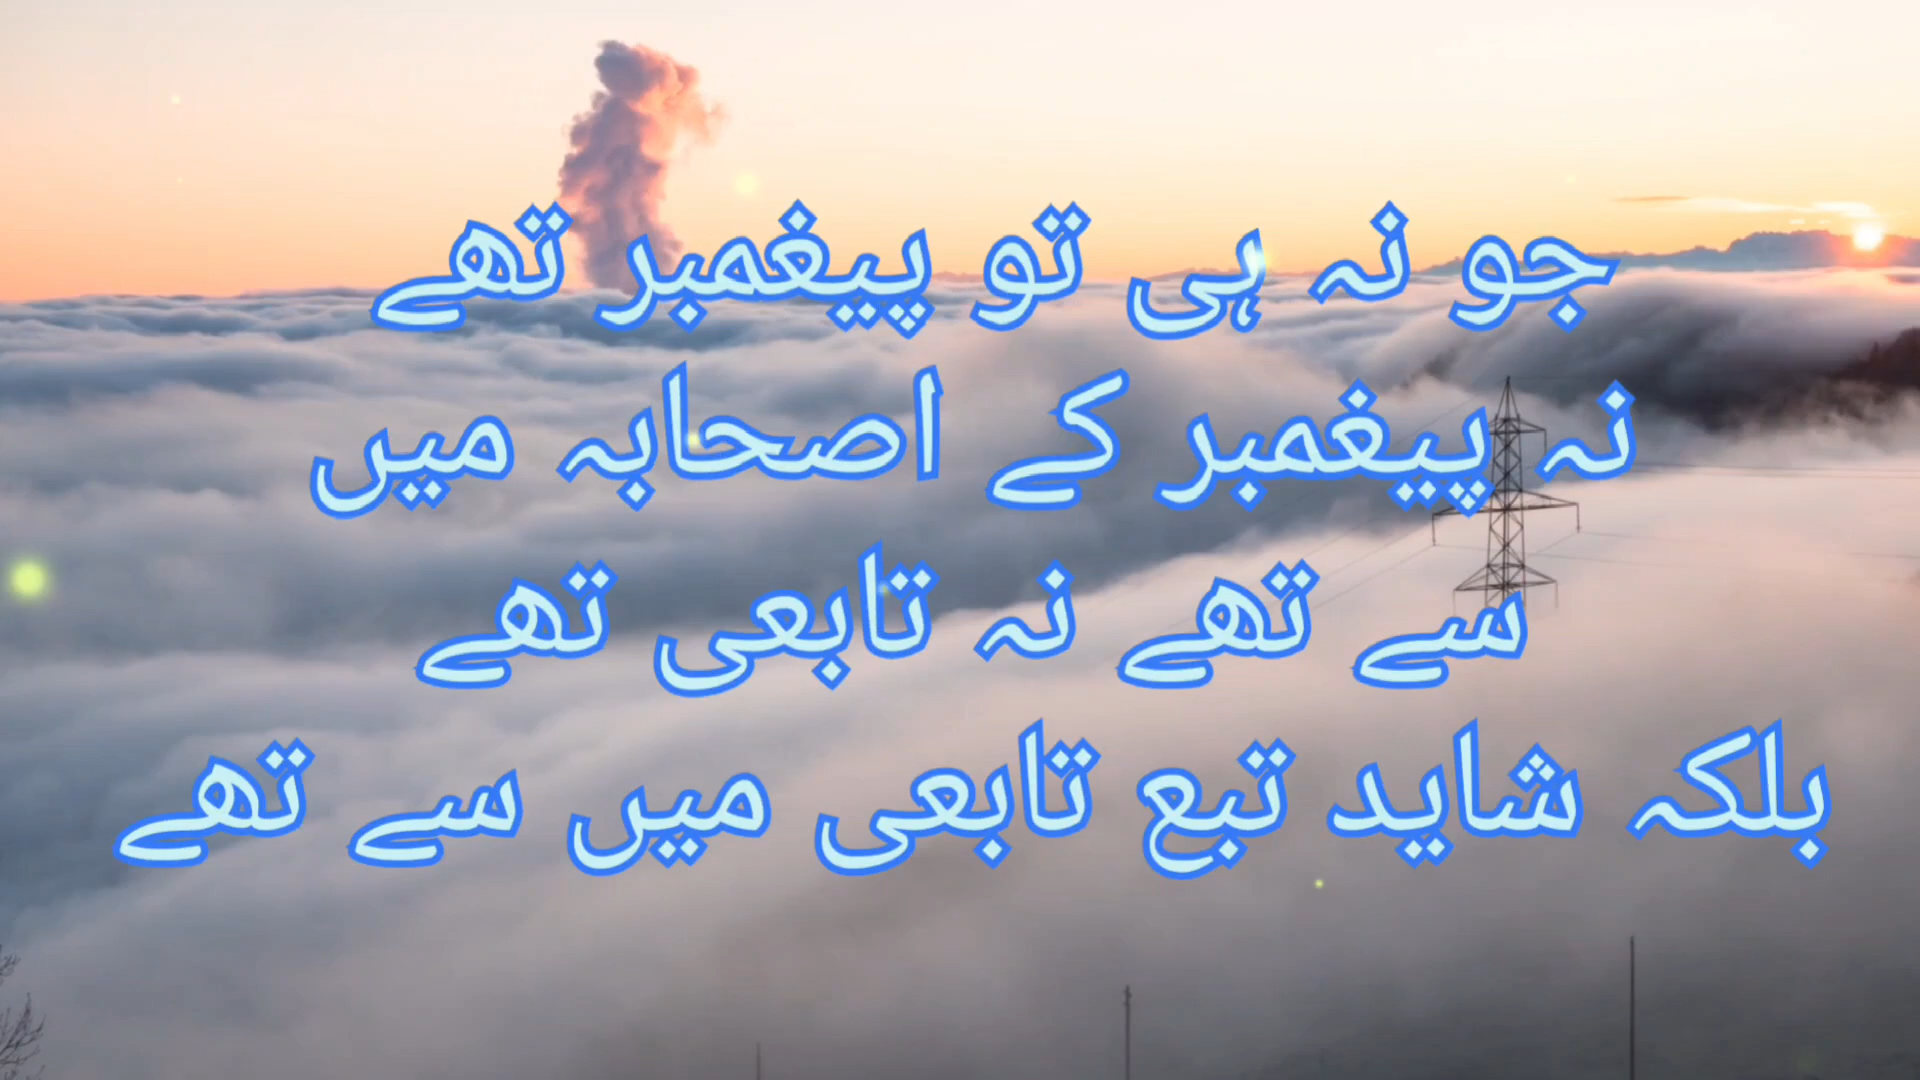 جو نہ ہی تو پیغمبر تھے
نہ پیغمبر کے اصحابہ میں
سے تھے نہ تابعی تھے
بلکہ شاید تبع تابعی میں سے تھے